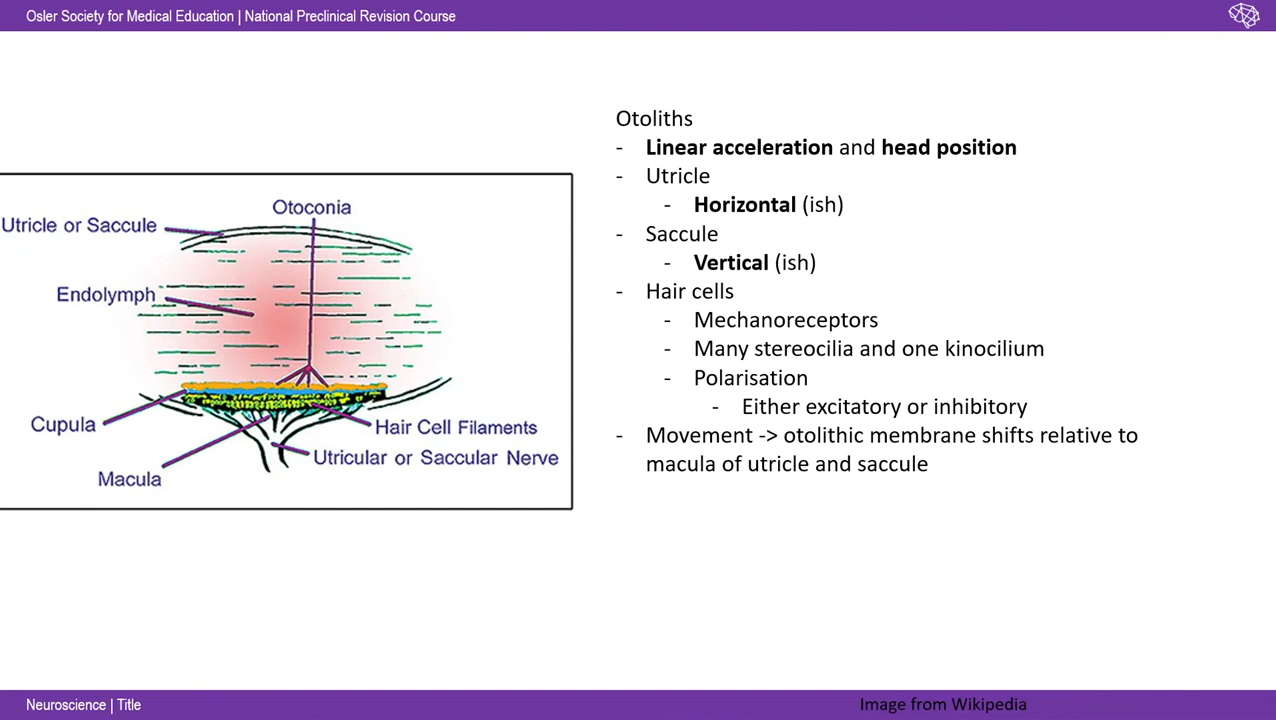 Osler Society for Medical Education | National Preclinical Revision Course
Otoconia
Utricle or Saccule
Endolymph
Cupula
Hair Cell Filaments
Utricular or Saccular Nerve
Macula
Otoliths
- Linear acceleration and head position
- Utricle
- Horizontal (ish)
- Saccule
- Vertical (ish)
- Hair cells
- Mechanoreceptors
- Many stereocilia and one kinocilium
- Polarisation
- Either excitatory or inhibitory
- Movement -> otolithic membrane shifts relative to
macula of utricle and saccule
Neuroscience | Title
Image from Wikipedia